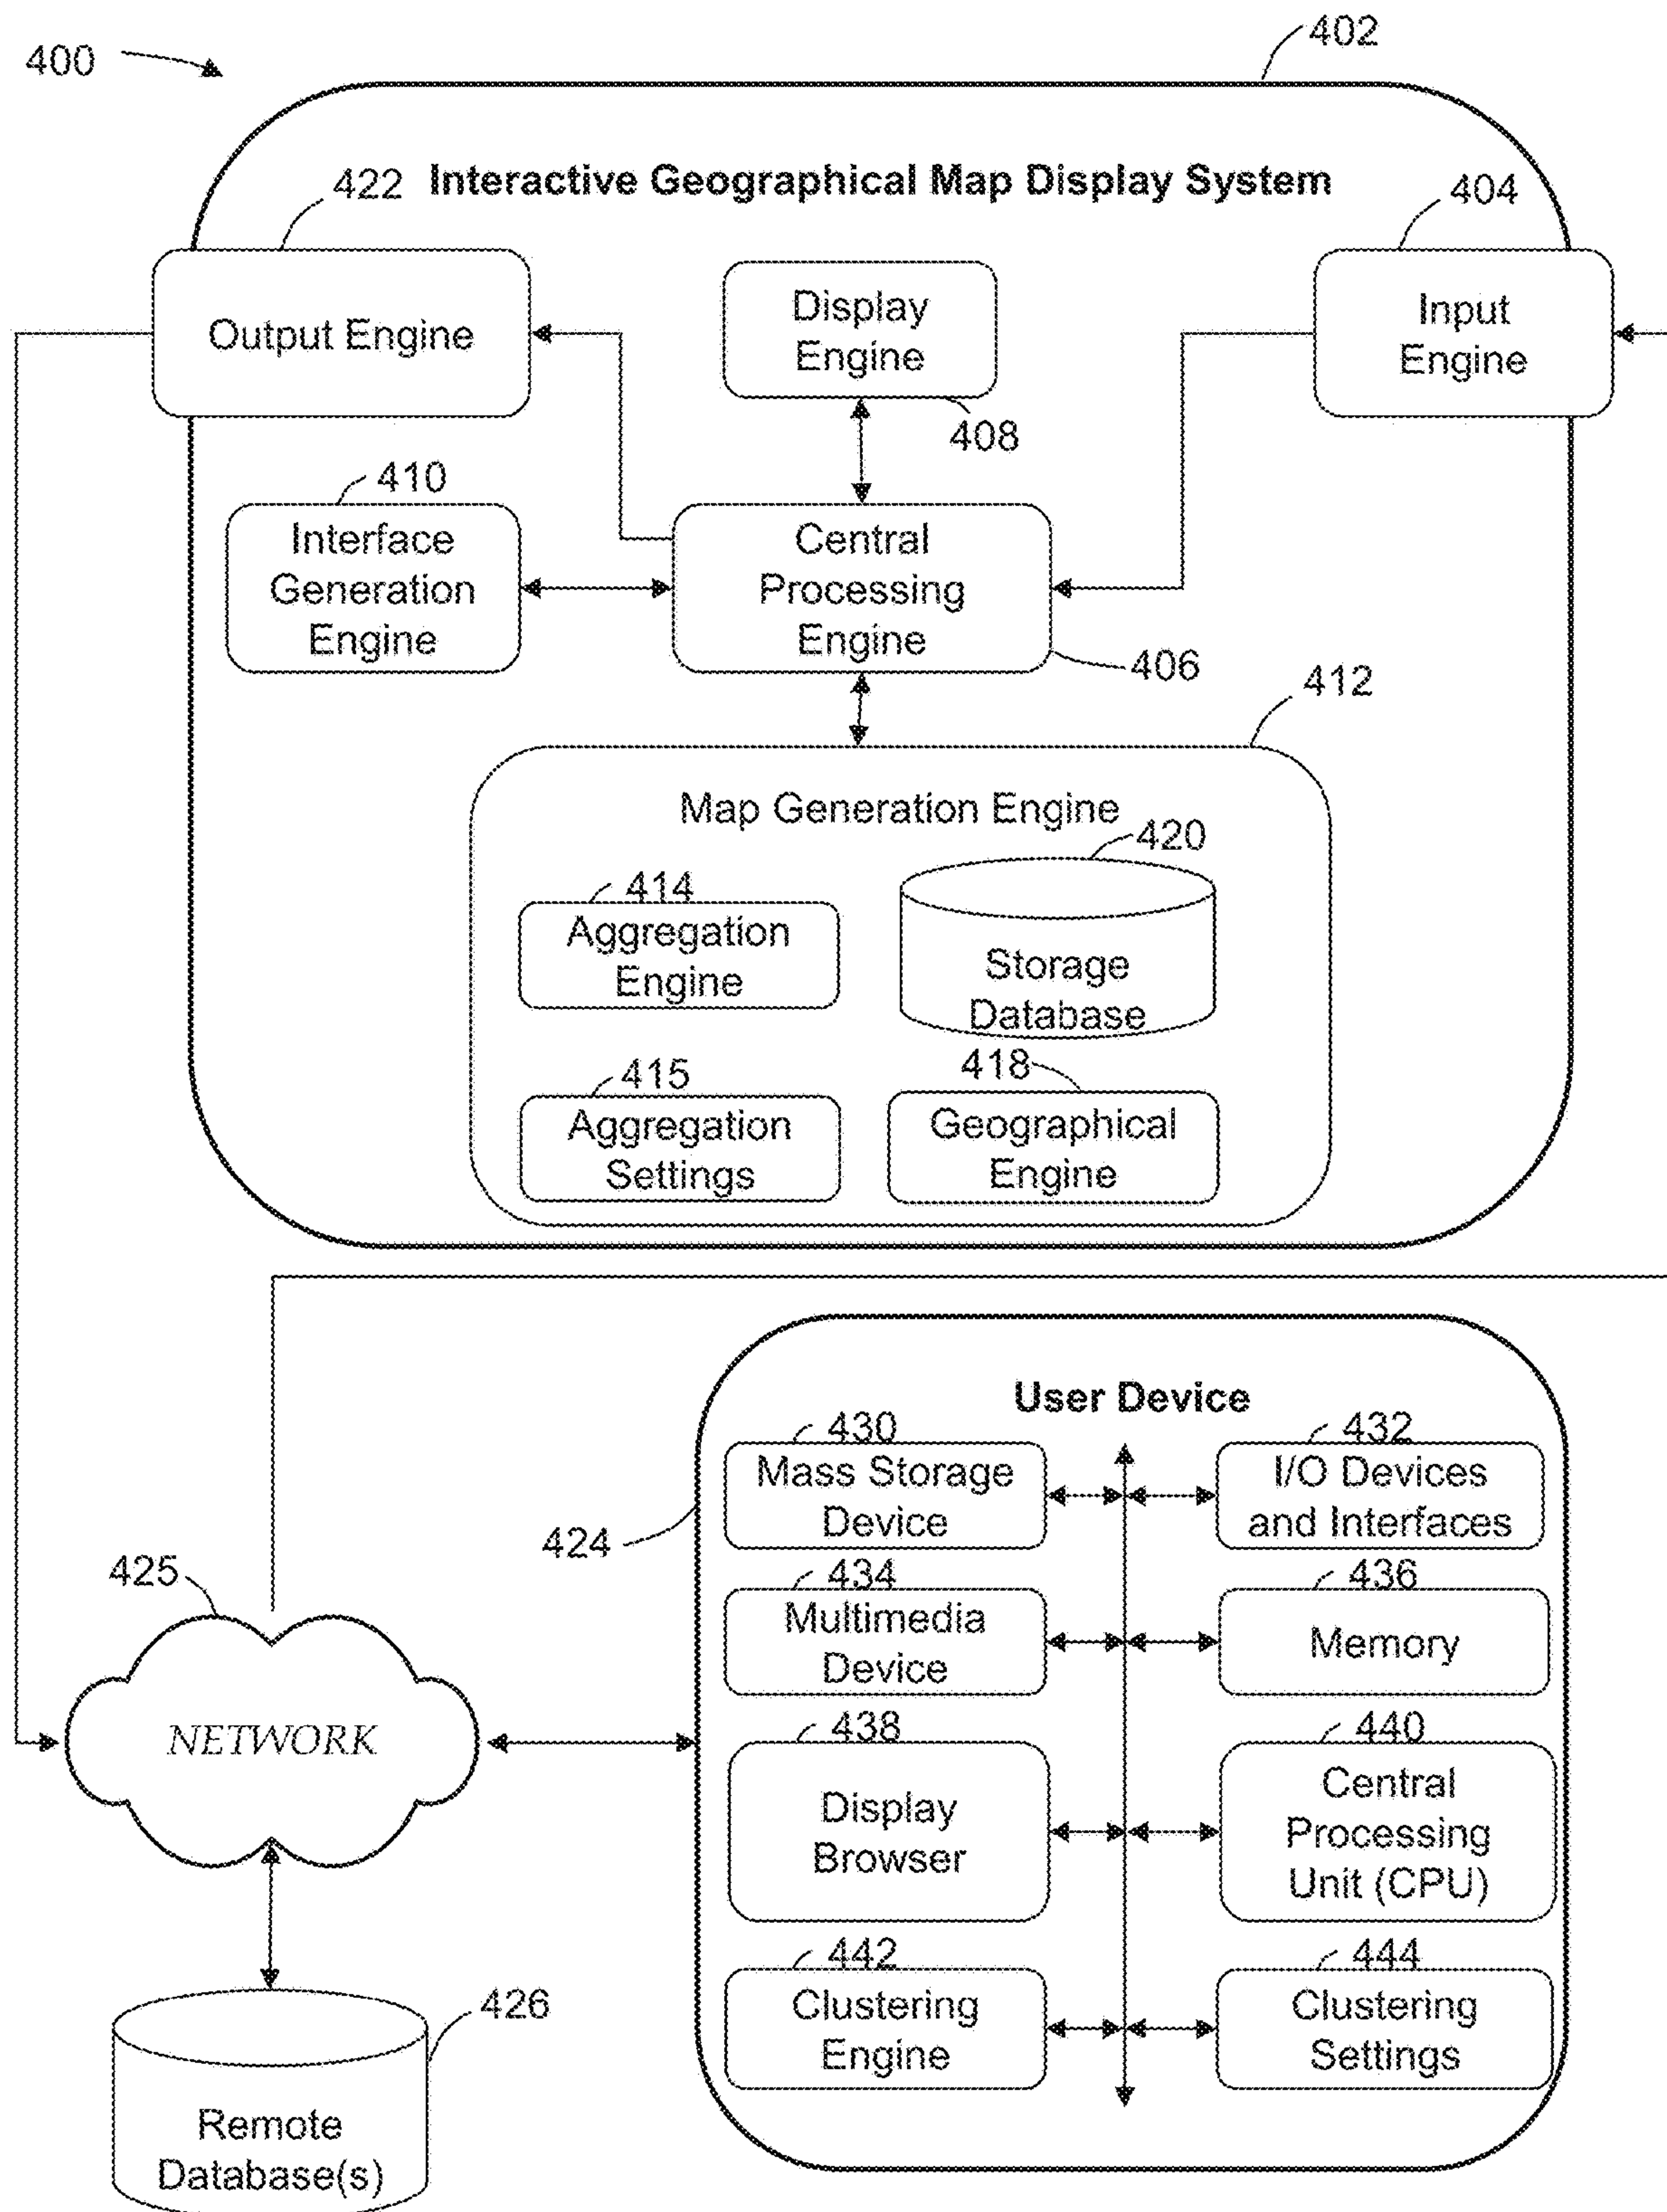 400
402
Interactive Geographical Map Display System
422
404
Output Engine
Display
Engine
408
Input
Engine
410
Interface
Generation
Engine
Central
Processing
Engine
406
412
Map Generation Engine
414
Aggregation
Engine
420
Storage
Database
415
Aggregation
Settings
418
Geographical
Engine
User Device
424
430
Mass Storage
Device
432
I/O Devices
and Interfaces
434
Multimedia
Device
436
Memory
438
Display
Browser
440
Central
Processing
Unit (CPU)
442
Clustering
Engine
444
Clustering
Settings
425
NETWORK
426
Remote
Database(s)